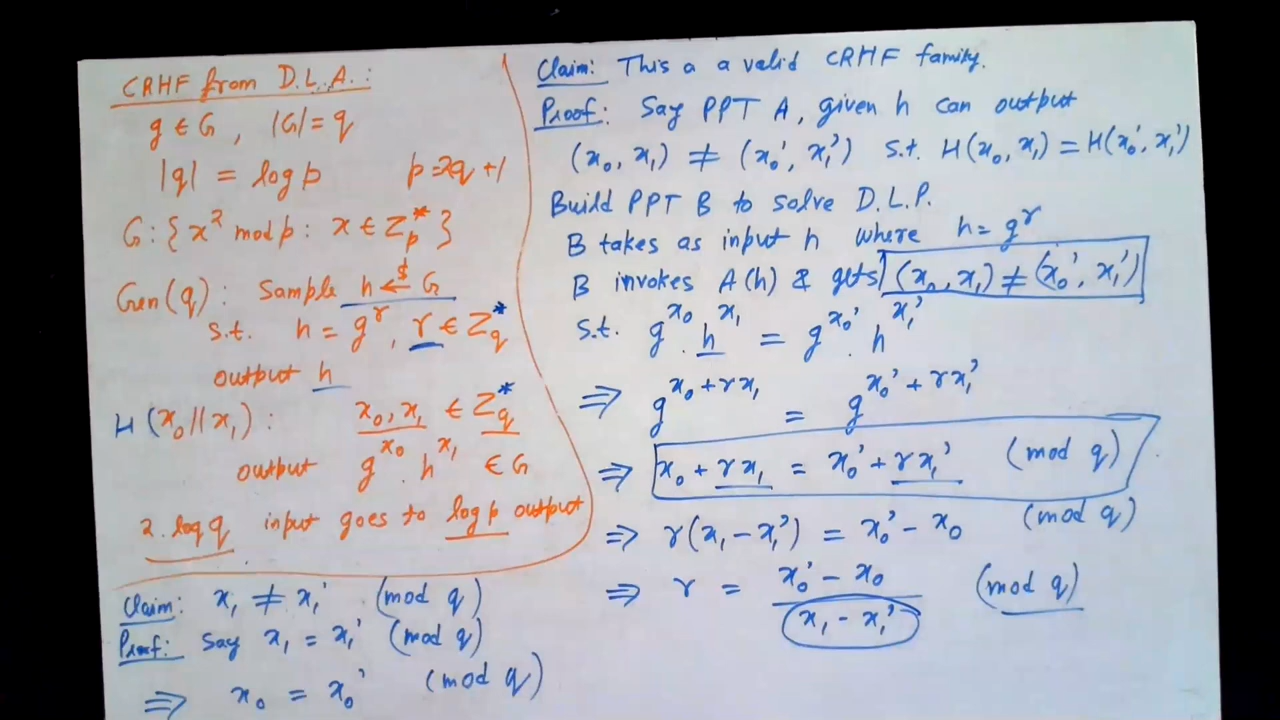 CRHF from D.L.A.:
g ∈ G, |G| = q
|q| = log p    p = 2q + 1
G: { x² mod p : x ∈ Z_p^* }
Gen(q): Sample h ←$ G
s.t. h = g^r, r ∈ Z_q^*
output h
H(x₀||x₁): x₀, x₁ ∈ Z_q^*
output g^x₀ . h^x₁ ∈ G
2. log q input goes to log p output
Claim: x₁ ≠ x₁' (mod q)
Proof: Say x₁ = x₁' (mod q)
⇒ x₀ = x₀' (mod q)
Claim: This a a valid CRHF family.
Proof: Say PPT A, given h can output
(x₀, x₁) ≠ (x₀', x₁') s.t. H(x₀, x₁) = H(x₀', x₁')
Build PPT B to solve D.L.P.
B takes as input h where h = g^r
B invokes A(h) & gets (x₀, x₁) ≠ (x₀', x₁')
s.t. g^x₀ . h^x₁ = g^x₀' . h^x₁'
⇒ g^(x₀ + r x₁) = g^(x₀' + r x₁')
⇒ x₀ + r x₁ = x₀' + r x₁' (mod q)
⇒ r(x₁ - x₁') = x₀' - x₀ (mod q)
⇒ r = (x₀' - x₀) / (x₁ - x₁') (mod q)